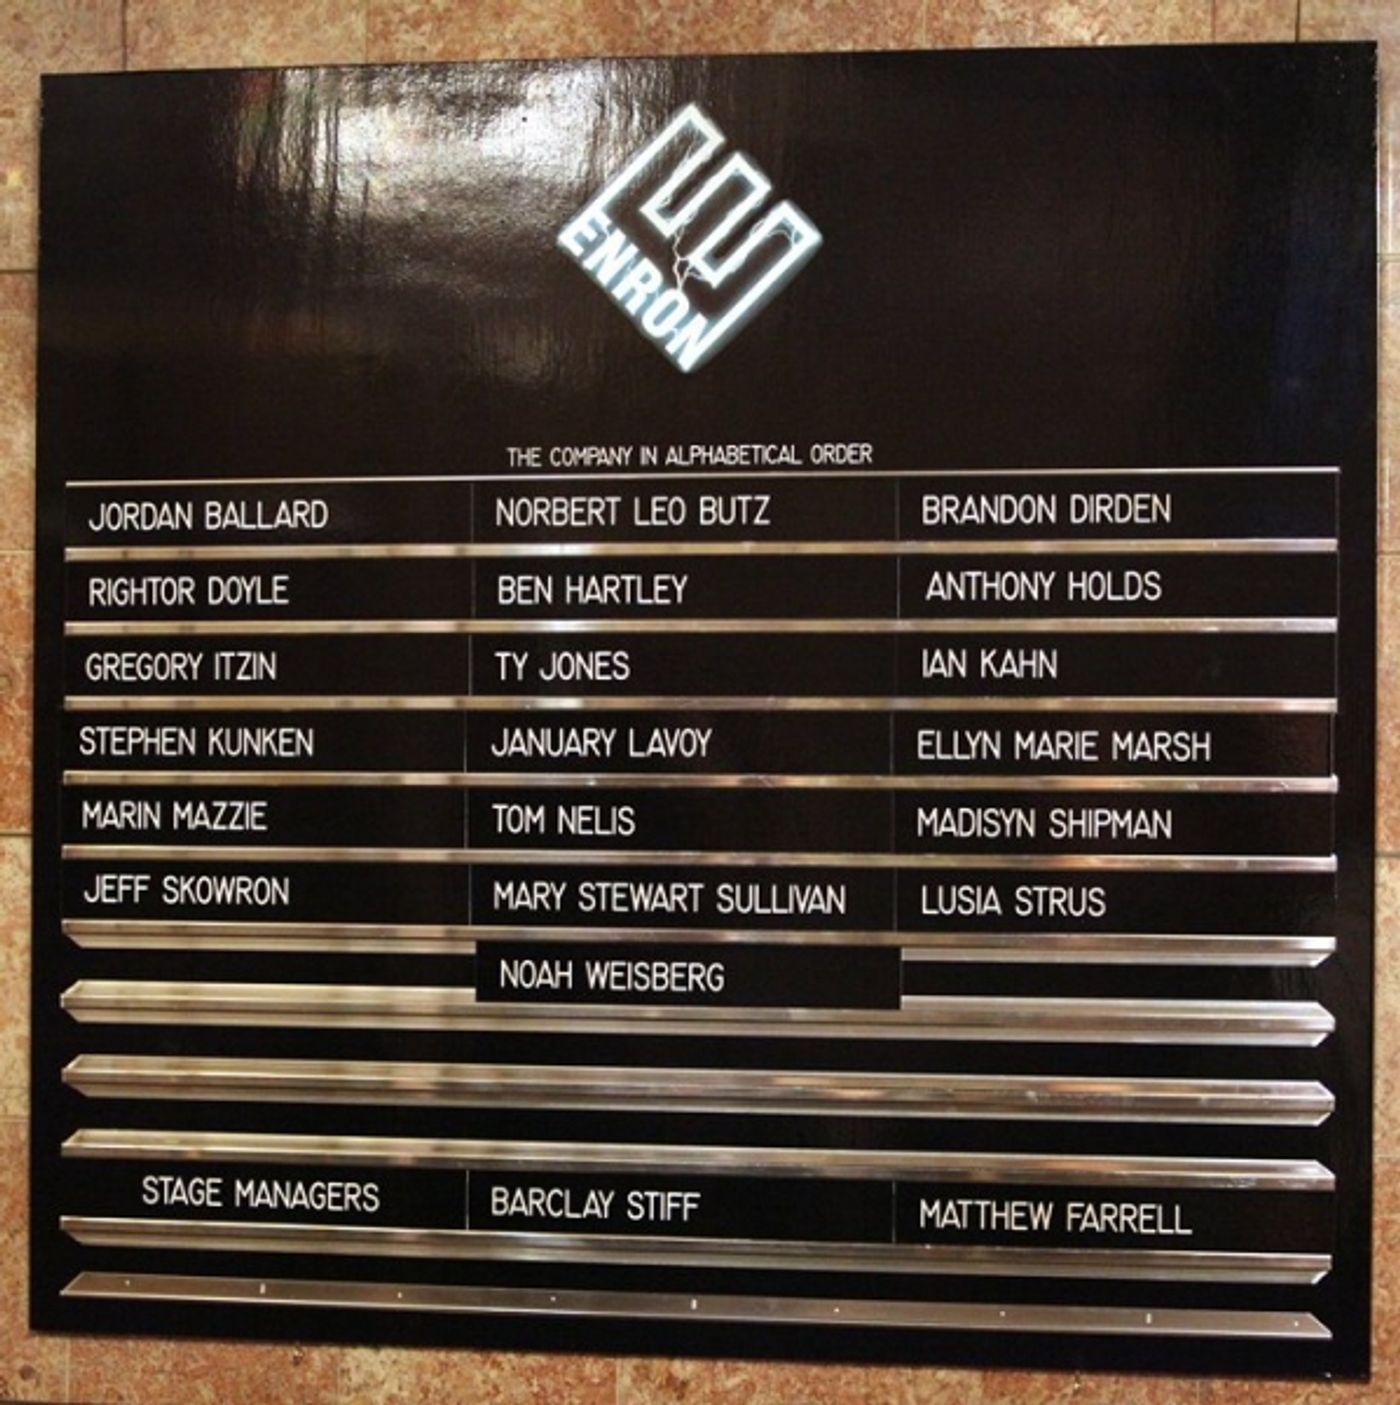 ENRON
THE COMPANY IN ALPHABETICAL ORDER
JORDAN BALLARD NORBERT LEO BUTZ BRANDON DIRDEN
RIGHTOR DOYLE BEN HARTLEY ANTHONY HOLDS
GREGORY ITZIN TY JONES IAN KAHN
STEPHEN KUNKEN JANUARY LAVOY ELLYN MARIE MARSH
MARIN MAZZIE TOM NELIS MADISYN SHIPMAN
JEFF SKOWRON MARY STEWART SULLIVAN LUSIA STRUS
NOAH WEISBERG
STAGE MANAGERS BARCLAY STIFF MATTHEW FARRELL